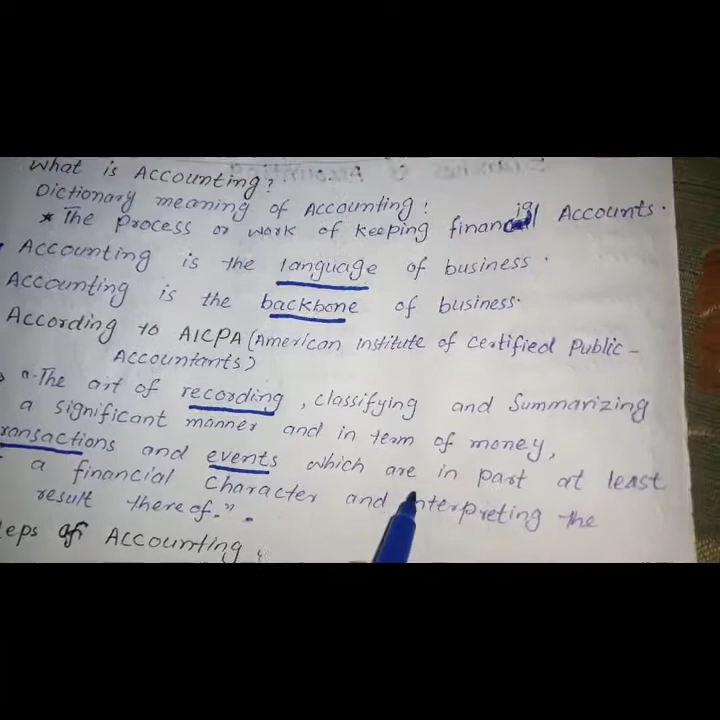 What is Accounting?
Dictionary meaning of Accounting!
* The process or work of keeping financial Accounts.
Accounting is the language of business.
Accounting is the backbone of business.
According to AICPA (American Institute of Certified Public-
Accountants)
"The art of recording, classifying and summarizing
a significant manner and in term of money,
ransactions and events which are in part at least
a financial character and interpreting the
result thereof."
teps of Accounting